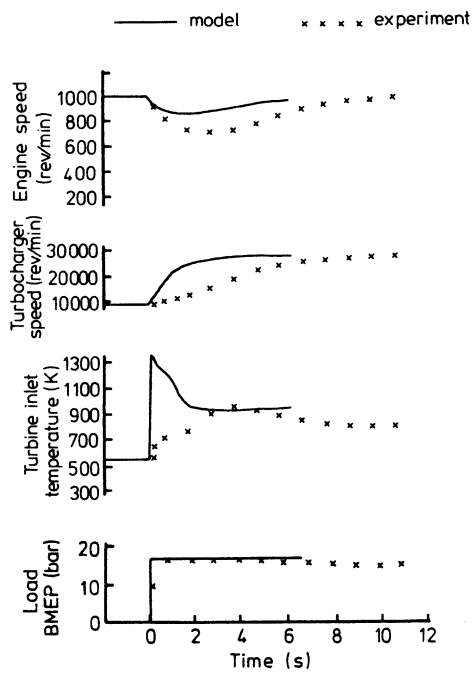 model
experiment
Engine speed
(rev/min)
1000
800
600
400
200
Turbocharger
speed (rev/min)
30000
20000
10000
Turbine inlet
temperature (K)
1300
1100
900
700
500
300
Load
BMEP (bar)
20
10
0
0 2 4 6 8 10 12
Time (s)